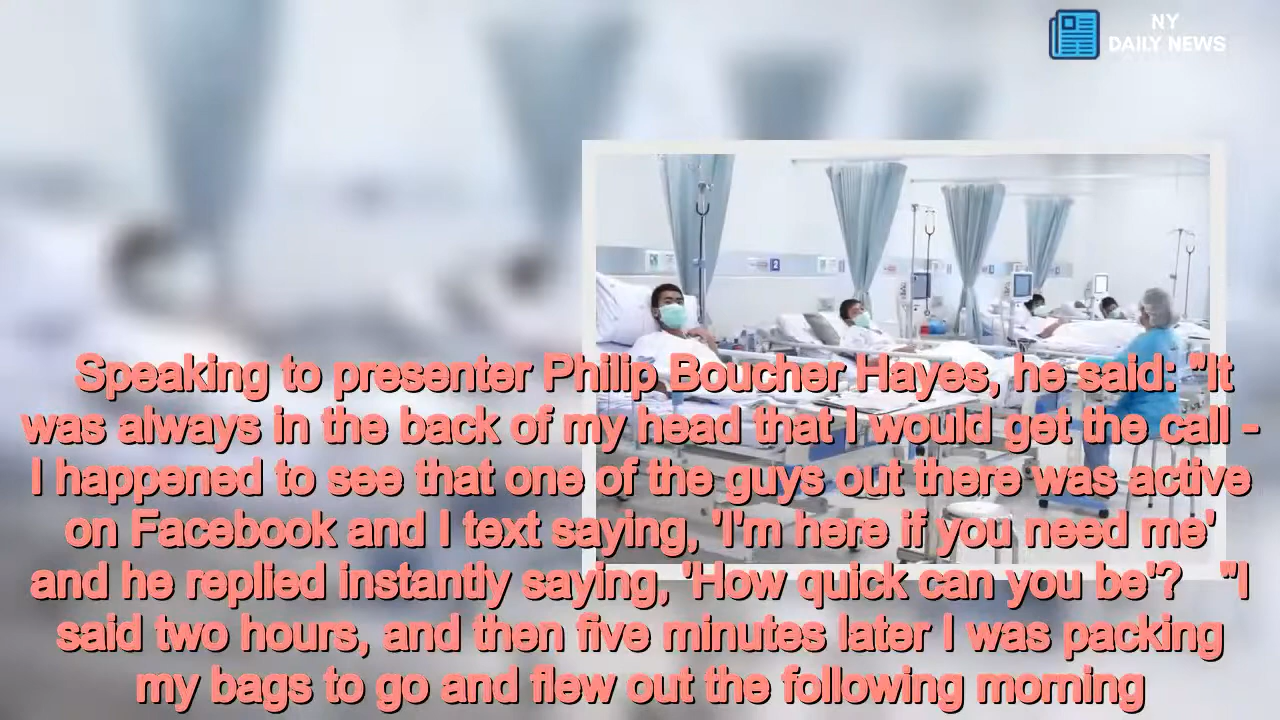 NY
DAILY NEWS
2
Speaking to presenter Philip Boucher Hayes, he said: "It
was always in the back of my head that I would get the call -
I happened to see that one of the guys out there was active
on Facebook and I text saying, 'I'm here if you need me'
and he replied instantly saying, 'How quick can you be'?   "I
said two hours, and then five minutes later I was packing
my bags to go and flew out the following morning